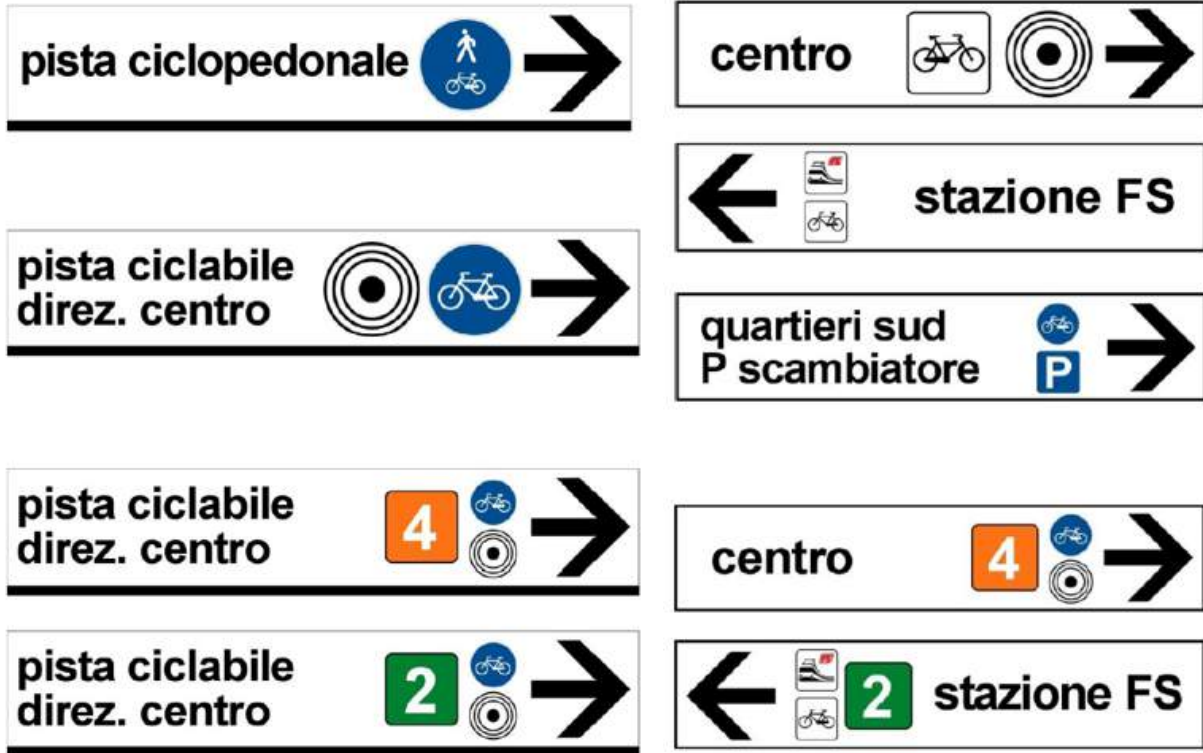 pista ciclopedonale
centro
stazione FS
pista ciclabile
direz. centro
quartieri sud
P scambiatore
P
pista ciclabile
direz. centro
4
centro
4
pista ciclabile
direz. centro
2
2
stazione FS